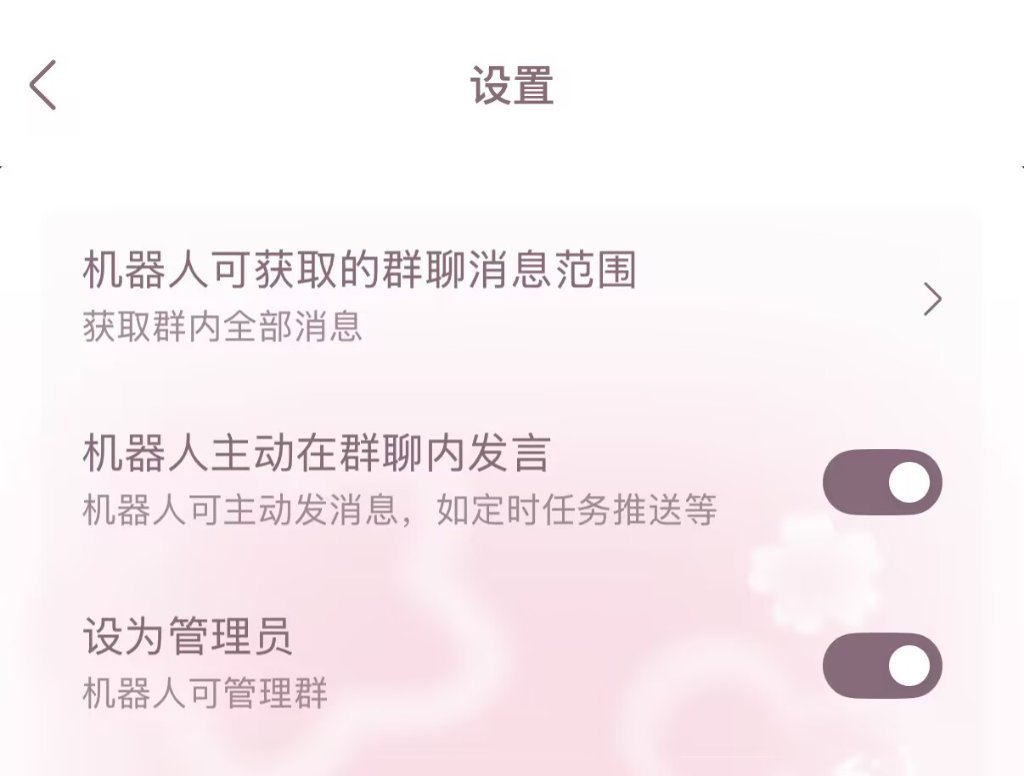 设置
机器人可获取的群聊消息范围
获取群内全部消息
机器人主动在群聊内发言
机器人可主动发消息，如定时任务推送等
设为管理员
机器人可管理群